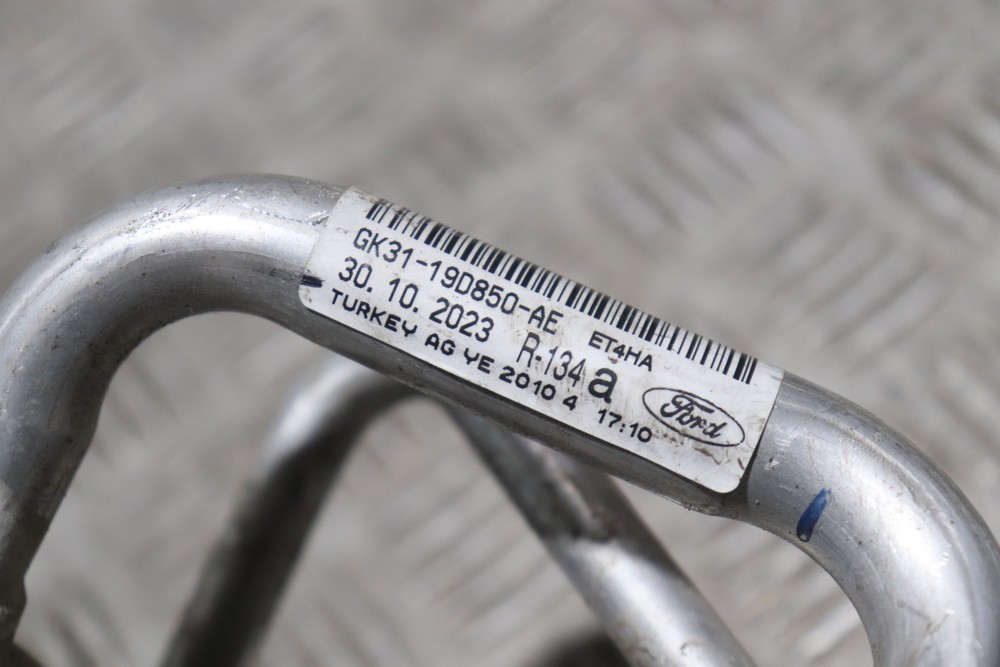 GK31-19D850-AE ET4HA
30. 10. 2023 R-134a
TURKEY AG YE 2010 4 17:10
Ford